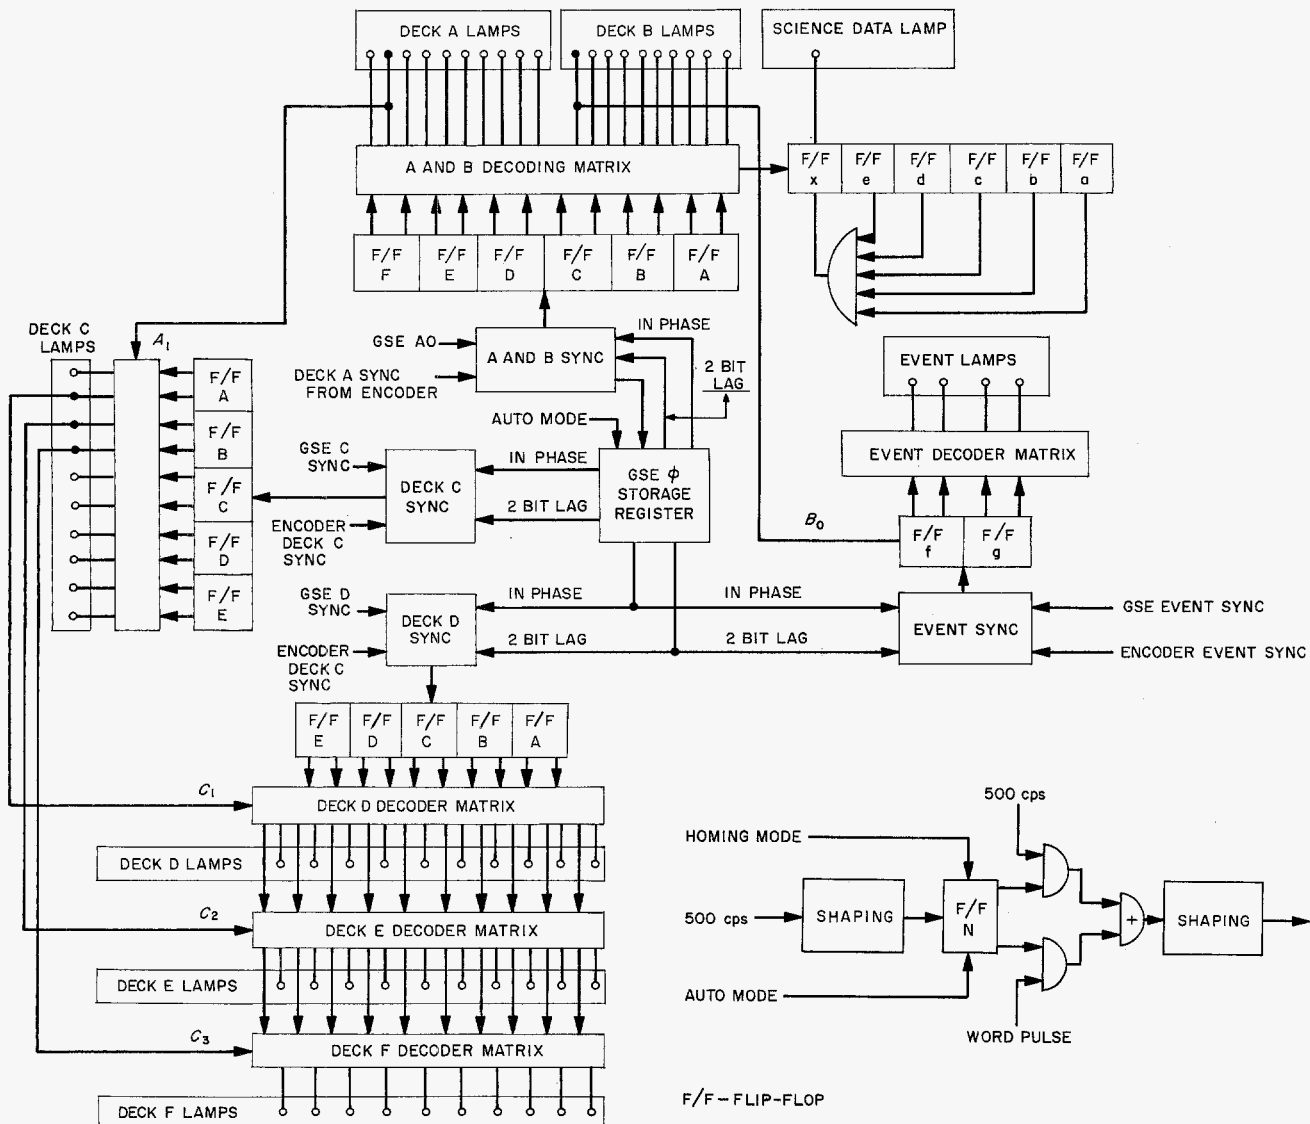 DECK A LAMPS
DECK B LAMPS
SCIENCE DATA LAMP
A AND B DECODING MATRIX
F/F x
F/F e
F/F d
F/F c
F/F b
F/F a
F/F F
F/F E
F/F D
F/F C
F/F B
F/F A
DECK C LAMPS
A1
GSE AO
DECK A SYNC FROM ENCODER
A AND B SYNC
IN PHASE
2 BIT LAG
EVENT LAMPS
EVENT DECODER MATRIX
F/F A
F/F B
F/F C
F/F D
F/F E
AUTO MODE
GSE C SYNC
ENCODER DECK C SYNC
DECK C SYNC
IN PHASE
2 BIT LAG
GSE ϕ STORAGE REGISTER
B0
F/F f
F/F g
GSE D SYNC
ENCODER DECK C SYNC
DECK D SYNC
IN PHASE
2 BIT LAG
IN PHASE
2 BIT LAG
EVENT SYNC
GSE EVENT SYNC
ENCODER EVENT SYNC
F/F E
F/F D
F/F C
F/F B
F/F A
C1
DECK D DECODER MATRIX
DECK D LAMPS
C2
DECK E DECODER MATRIX
DECK E LAMPS
C3
DECK F DECODER MATRIX
DECK F LAMPS
500 cps
HOMING MODE
500 cps
SHAPING
F/F N
+
SHAPING
AUTO MODE
WORD PULSE
F/F–FLIP-FLOP